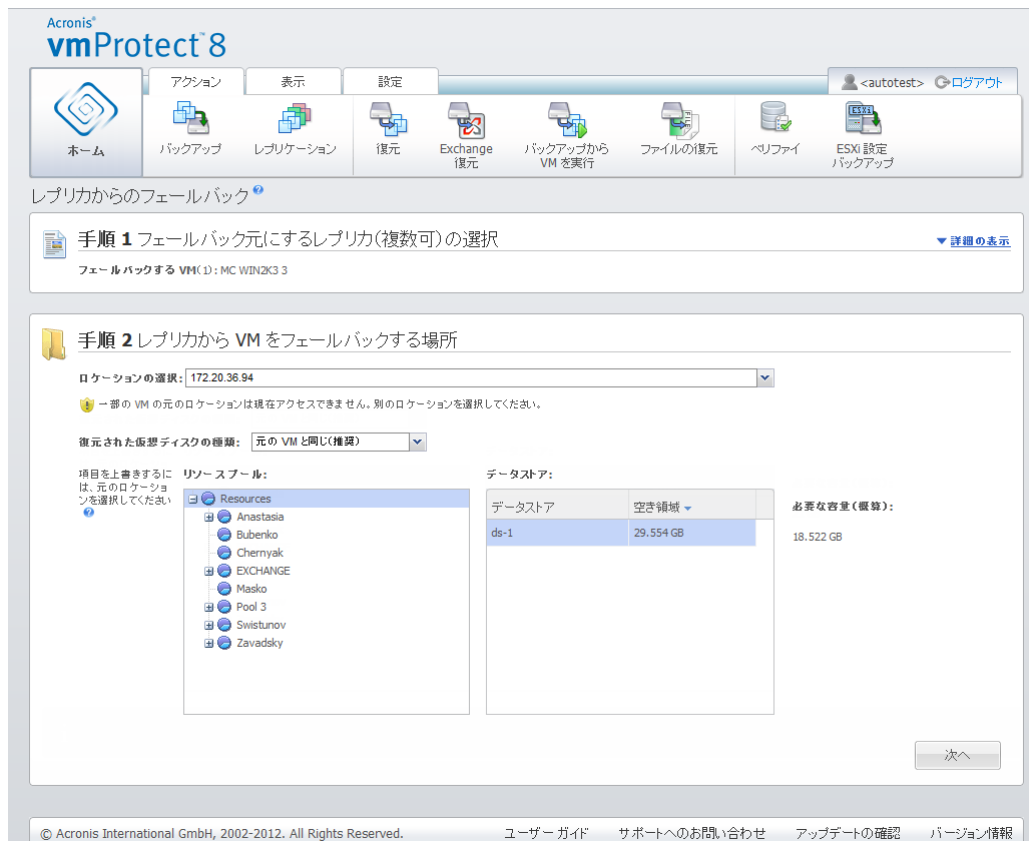 Acronis®
vmProtect™8
アクション 表示 設定
<autotest> ログアウト
ホーム
バックアップ
レプリケーション
復元
Exchange
復元
バックアップから
VM を実行
ファイルの復元
ベリファイ
ESXi
ESXi 設定
バックアップ
レプリカからのフェールバック
手順 1 フェールバック元にするレプリカ(複数可)の選択
詳細の表示
フェールバックする VM(1): MC WIN2K3 3
手順 2 レプリカから VM をフェールバックする場所
ロケーションの選択: 172.20.36.94
一部の VM の元のロケーションは現在アクセスできません。別のロケーションを選択してください。
復元された仮想ディスクの種類: 元の VM と同じ(推奨)
項目を上書きするに
は、元のロケーショ
ンを選択してください
リソース プール:
Resources
Anastasia
Bubenko
Chernyak
EXCHANGE
Masko
Pool 3
Swistunov
Zavadsky
データストア:
データストア 空き領域
ds-1 29.554 GB
必要な容量(概算):
18.522 GB
次へ
© Acronis International GmbH, 2002-2012. All Rights Reserved.
ユーザー ガイド サポートへのお問い合わせ アップデートの確認 バージョン情報